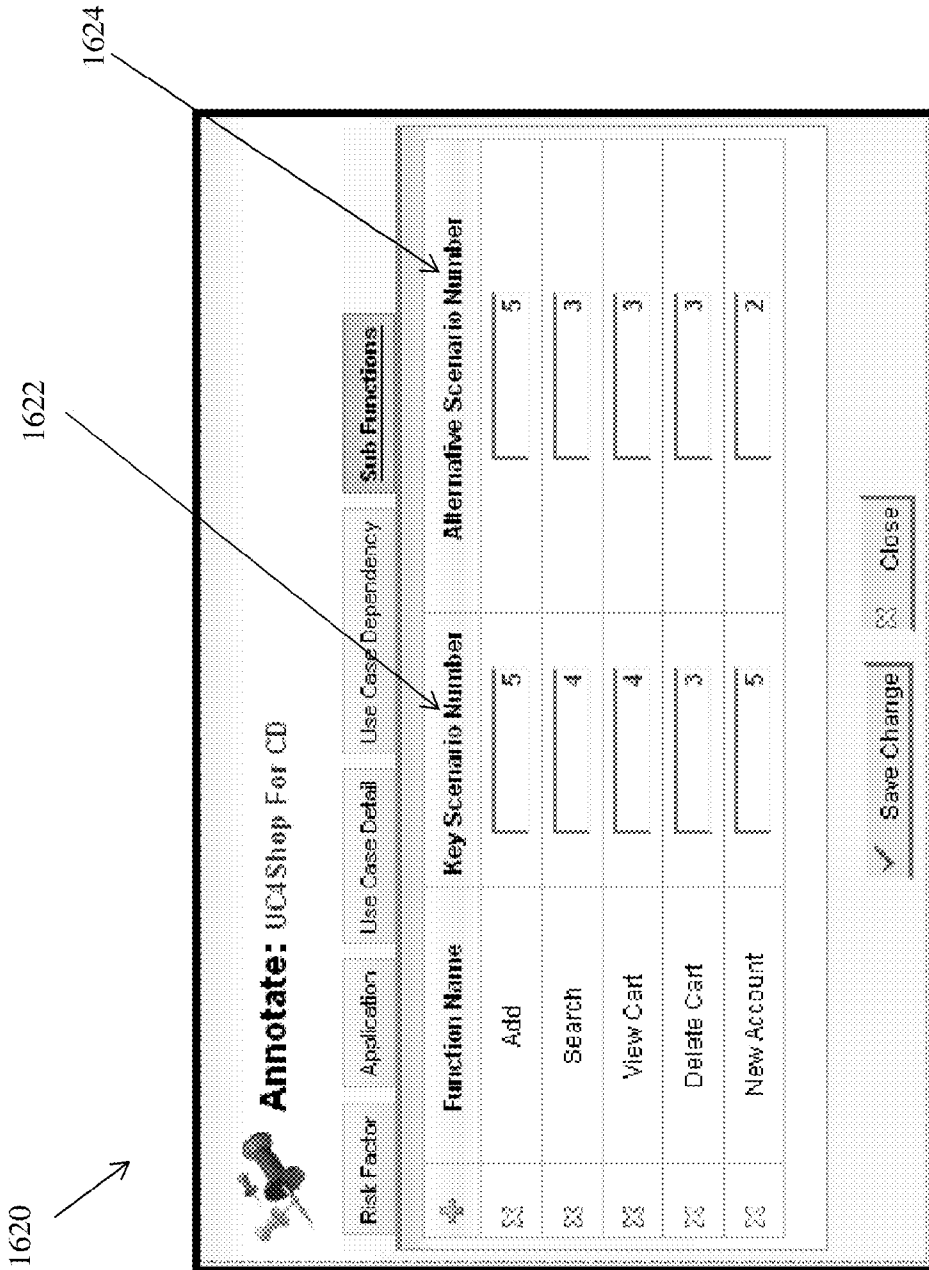 1620
1622
1624
Annotate: UC4Shop For CD
Risk Factor Application Use Case Detail Use Case Dependency Sub Functions
Function Name Key Scenario Number Alternative Scenario Number
Add 5 5
Search 4 3
View Cart 4 3
Delete Cart 3 3
New Account 5 2
Save Change Close